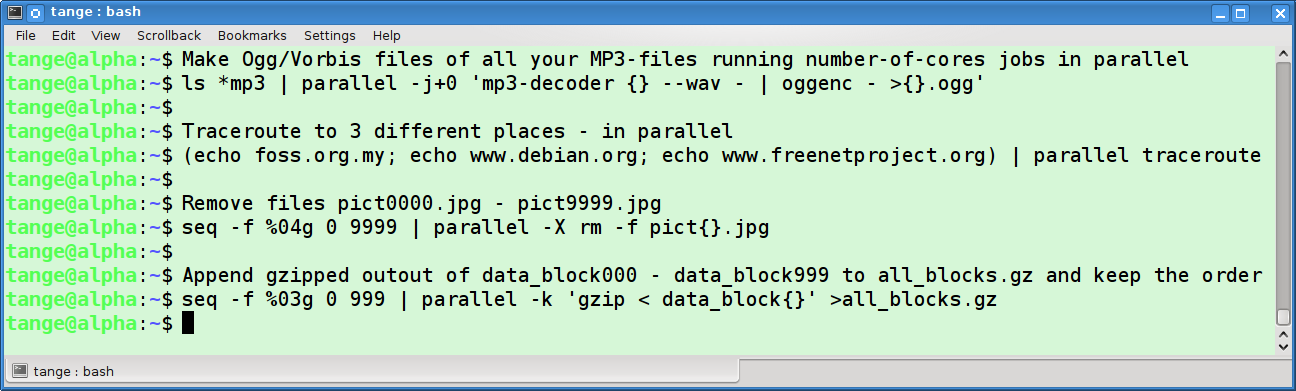 tange : bash
File Edit View Scrollback Bookmarks Settings Help
tange@alpha:~$ Make Ogg/Vorbis files of all your MP3-files running number-of-cores jobs in parallel
tange@alpha:~$ ls *mp3 | parallel -j+0 'mp3-decoder {} --wav - | oggenc - >{}.ogg'
tange@alpha:~$
tange@alpha:~$ Traceroute to 3 different places - in parallel
tange@alpha:~$ (echo foss.org.my; echo www.debian.org; echo www.freenetproject.org) | parallel traceroute
tange@alpha:~$
tange@alpha:~$ Remove files pict0000.jpg - pict9999.jpg
tange@alpha:~$ seq -f %04g 0 9999 | parallel -X rm -f pict{}.jpg
tange@alpha:~$
tange@alpha:~$ Append gzipped outout of data_block000 - data_block999 to all_blocks.gz and keep the order
tange@alpha:~$ seq -f %03g 0 999 | parallel -k 'gzip < data_block{}' >all_blocks.gz
tange@alpha:~$
tange : bash